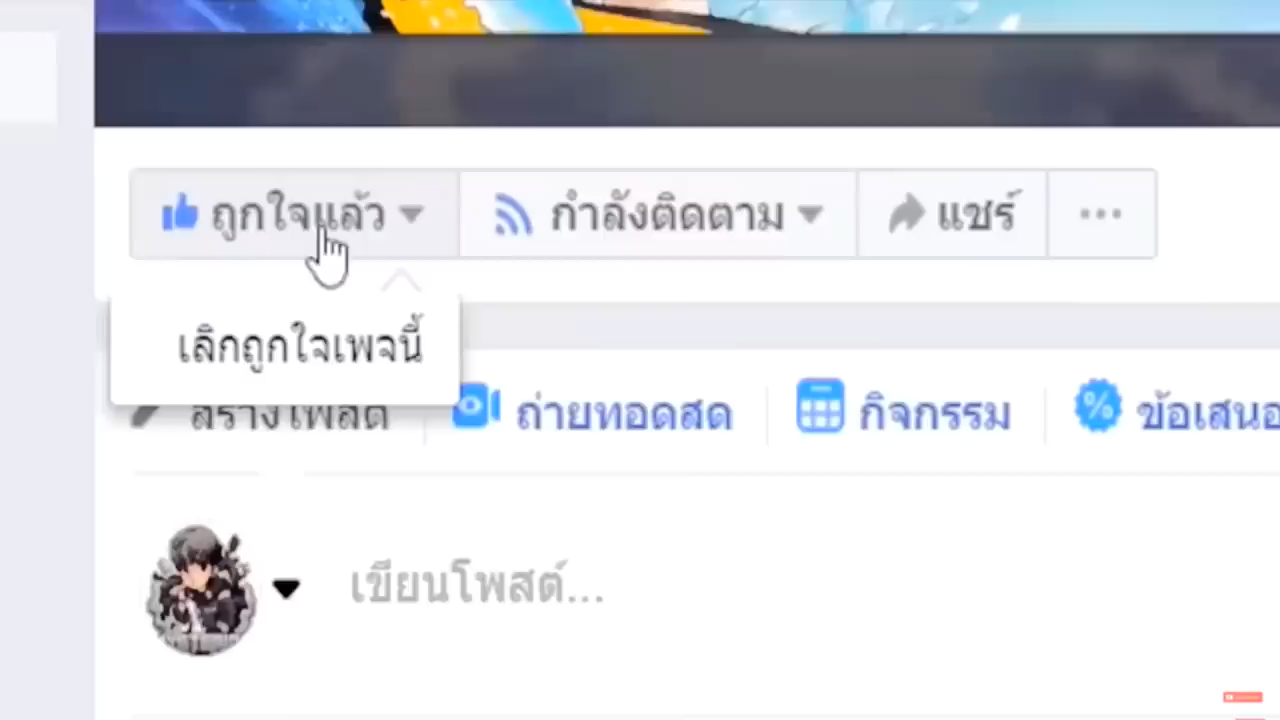 ถูกใจแล้ว กำลังติดตาม แชร์
เลิกถูกใจเพจนี้
สร้างโพสต์ ถ่ายทอดสด กิจกรรม ข้อเสนอ
เขียนโพสต์...